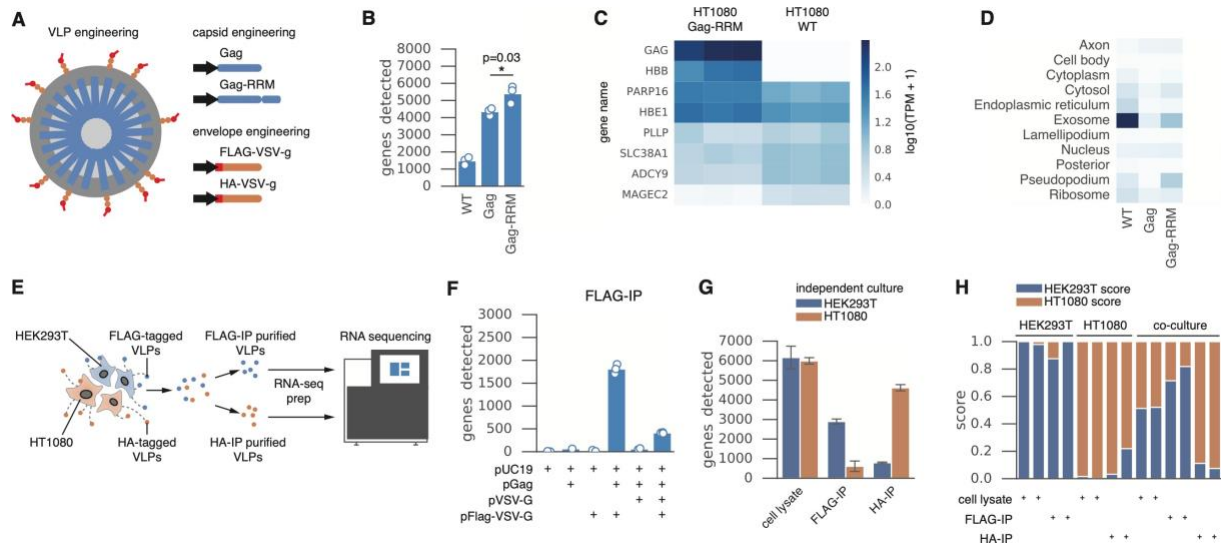 A
VLP engineering
capsid engineering
Gag
Gag-RRM
envelope engineering
FLAG-VSV-g
HA-VSV-g
B
genes detected
8000
7000
6000
5000
4000
3000
2000
1000
0
p=0.03
*
WT
Gag
Gag-RRM
C
HT1080
Gag-RRM
HT1080
WT
gene name
GAG
HBB
PARP16
HBE1
PLLP
SLC38A1
ADCY9
MAGEC2
2.0
1.6
1.2
0.8
0.4
0.0
log10(TPM + 1)
D
Axon
Cell body
Cytoplasm
Cytosol
Endoplasmic reticulum
Exosome
Lamellipodium
Nucleus
Posterior
Pseudopodium
Ribosome
WT
Gag
Gag-RRM
E
HEK293T
FLAG-tagged
VLPs
FLAG-IP purified
VLPs
RNA sequencing
RNA-seq
prep
HT1080
HA-tagged
VLPs
HA-IP purified
VLPs
F
FLAG-IP
genes detected
3000
2500
2000
1500
1000
500
0
pUC19 + + + + + +
pGag + + + +
pVSV-G + +
pFlag-VSV-G + + +
G
independent culture
HEK293T
HT1080
genes detected
7000
6000
5000
4000
3000
2000
1000
0
cell lysate
FLAG-IP
HA-IP
H
HEK293T score
HT1080 score
HEK293T HT1080 co-culture
score
1.0
0.8
0.6
0.4
0.2
0.0
cell lysate + + + + + +
FLAG-IP + + + +
HA-IP + + + +